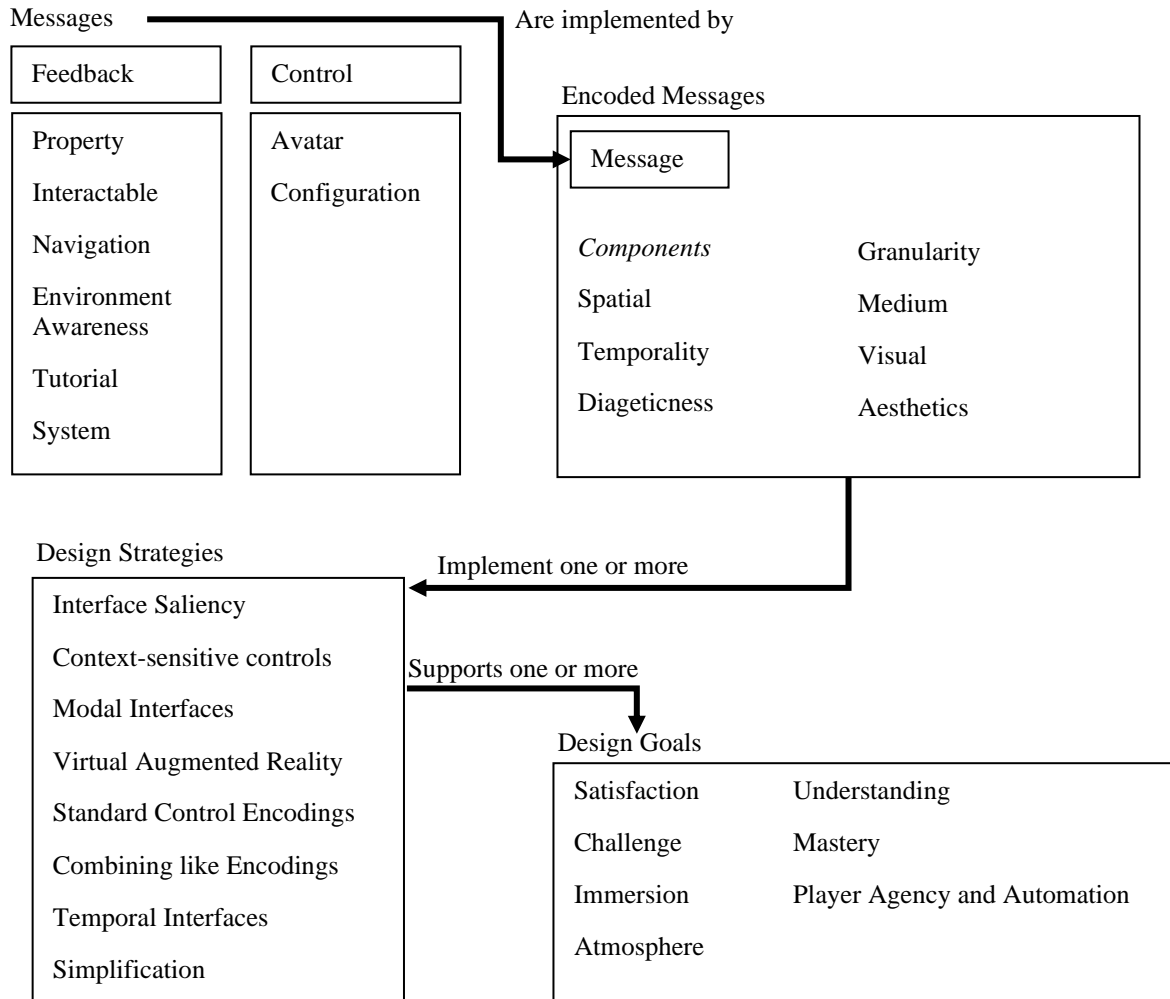 Messages
Are implemented by
Feedback
Control
Property
Interactable
Navigation
Environment
Awareness
Tutorial
System
Avatar
Configuration
Encoded Messages
Message
Components
Spatial
Temporality
Diageticness
Granularity
Medium
Visual
Aesthetics
Implement one or more
Design Strategies
Interface Saliency
Context-sensitive controls
Modal Interfaces
Virtual Augmented Reality
Standard Control Encodings
Combining like Encodings
Temporal Interfaces
Simplification
Supports one or more
Design Goals
Satisfaction
Challenge
Immersion
Atmosphere
Understanding
Mastery
Player Agency and Automation